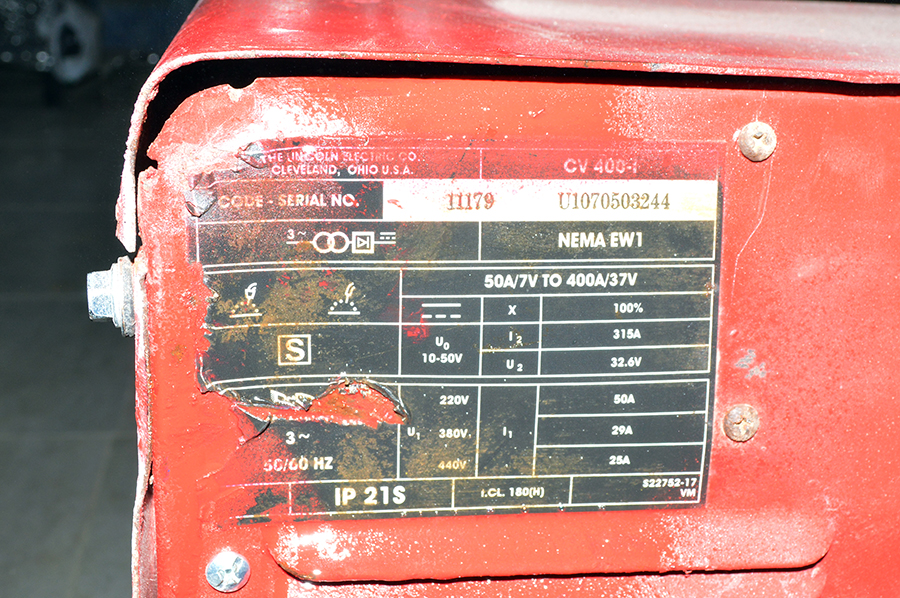 THE LINCOLN ELECTRIC CO.
CLEVELAND, OHIO U.S.A.
CV 400-I
CODE - SERIAL NO.
11179 U1070503244
3~
NEMA EW1
50A/7V TO 400A/37V
X 100%
S
U0
10-50V
I2 315A
U2 32.6V
220V 50A
3~
U1 380V I1 29A
50/60 HZ
440V 25A
IP 21S
I.CL. 180(H)
S22752-17
VM